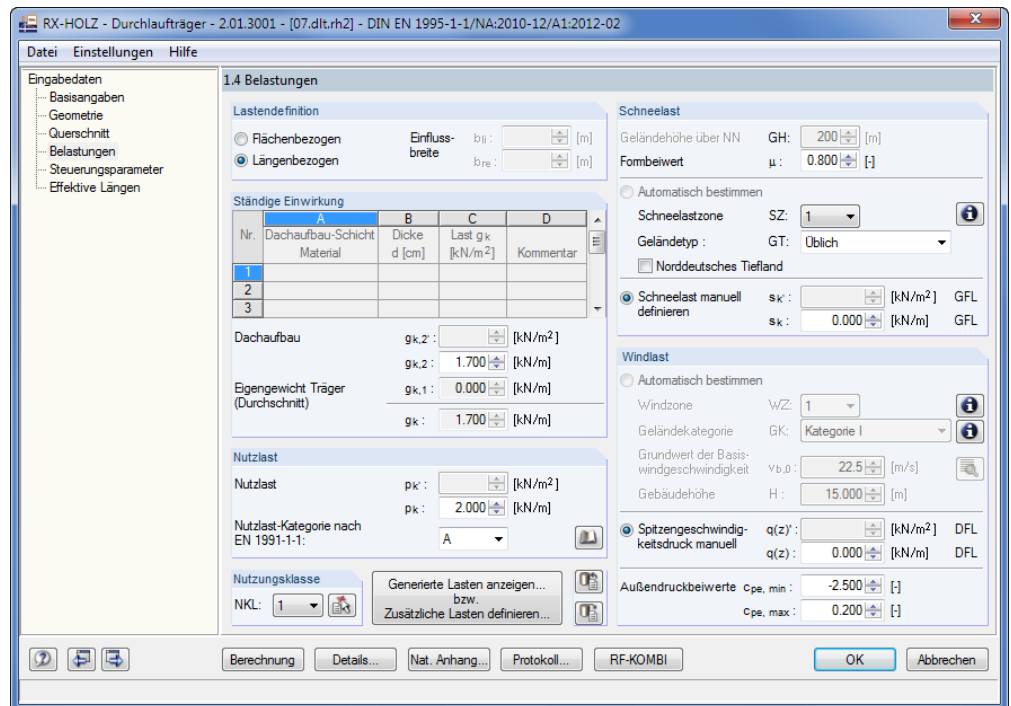 RX-HOLZ - Durchlaufträger - 2.01.3001 - [07.dlt.rh2] - DIN EN 1995-1-1/NA:2010-12/A1:2012-02
Datei Einstellungen Hilfe
Eingabedaten
Basisangaben
Geometrie
Querschnitt
Belastungen
Steuerungsparameter
Effektive Längen
1.4 Belastungen
Lastendefinition
Flächenbezogen
Längenbezogen
Einfluss-
breite
bli : [m]
bre : [m]
Ständige Einwirkung
A B C D
Nr. Dachaufbau-Schicht Dicke Last gk
Material d [cm] [kN/m²] Kommentar
1
2
3
Dachaufbau gk,2' : [kN/m²]
gk,2 : 1.700 [kN/m]
Eigengewicht Träger gk,1 : 0.000 [kN/m]
(Durchschnitt)
gk : 1.700 [kN/m]
Nutzlast
Nutzlast pk' : [kN/m²]
pk : 2.000 [kN/m]
Nutzlast-Kategorie nach
EN 1991-1-1: A
Nutzungsklasse
NKL: 1
Generierte Lasten anzeigen...
bzw.
Zusätzliche Lasten definieren...
Schneelast
Geländehöhe über NN GH: 200 [m]
Formbeiwert µ : 0.800 [-]
Automatisch bestimmen
Schneelastzone SZ: 1
Geländetyp : GT: Üblich
Norddeutsches Tiefland
Schneelast manuell sk' : [kN/m²] GFL
definieren
sk : 0.000 [kN/m] GFL
Windlast
Automatisch bestimmen
Windzone WZ: 1
Geländekategorie GK: Kategorie I
Grundwert der Basis-
windgeschwindigkeit vb,0 : 22.5 [m/s]
Gebäudehöhe H : 15.000 [m]
Spitzengeschwindig- q(z)' : [kN/m²] DFL
keitsdruck manuell
q(z) : 0.000 [kN/m] DFL
Außendruckbeiwerte cpe, min : -2.500 [-]
cpe, max : 0.200 [-]
Berechnung Details... Nat. Anhang... Protokoll... RF-KOMBI OK Abbrechen